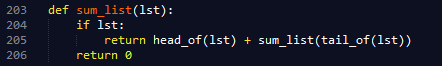 203 def sum_list(lst):
204     if lst:
205         return head_of(lst) + sum_list(tail_of(lst))
206     return 0